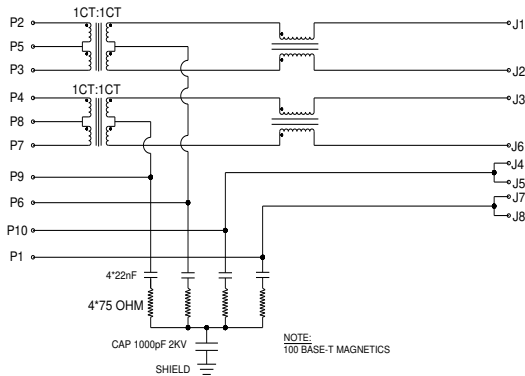 1CT:1CT
P2
J1
P5
P3
J2
1CT:1CT
P4
J3
P8
P7
J6
J4
P9
J5
J7
P6
J8
P10
P1
4*22nF
4*75 OHM
CAP 1000pF 2KV
NOTE:
100 BASE-T MAGNETICS
SHIELD